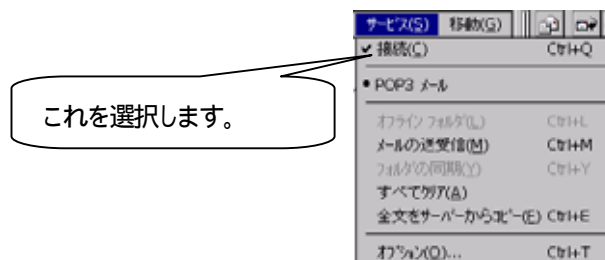 サービス(S) 移動(G)
✔ 接続(C) Ctrl+Q
これを選択します。
● POP3 メール
オフライン フォルダ(L) Ctrl+L
メールの送受信(M) Ctrl+M
フォルダの同期(Y) Ctrl+Y
すべてクリア(A)
全文をサーバーからコピー(E) Ctrl+E
オプション(O)... Ctrl+T